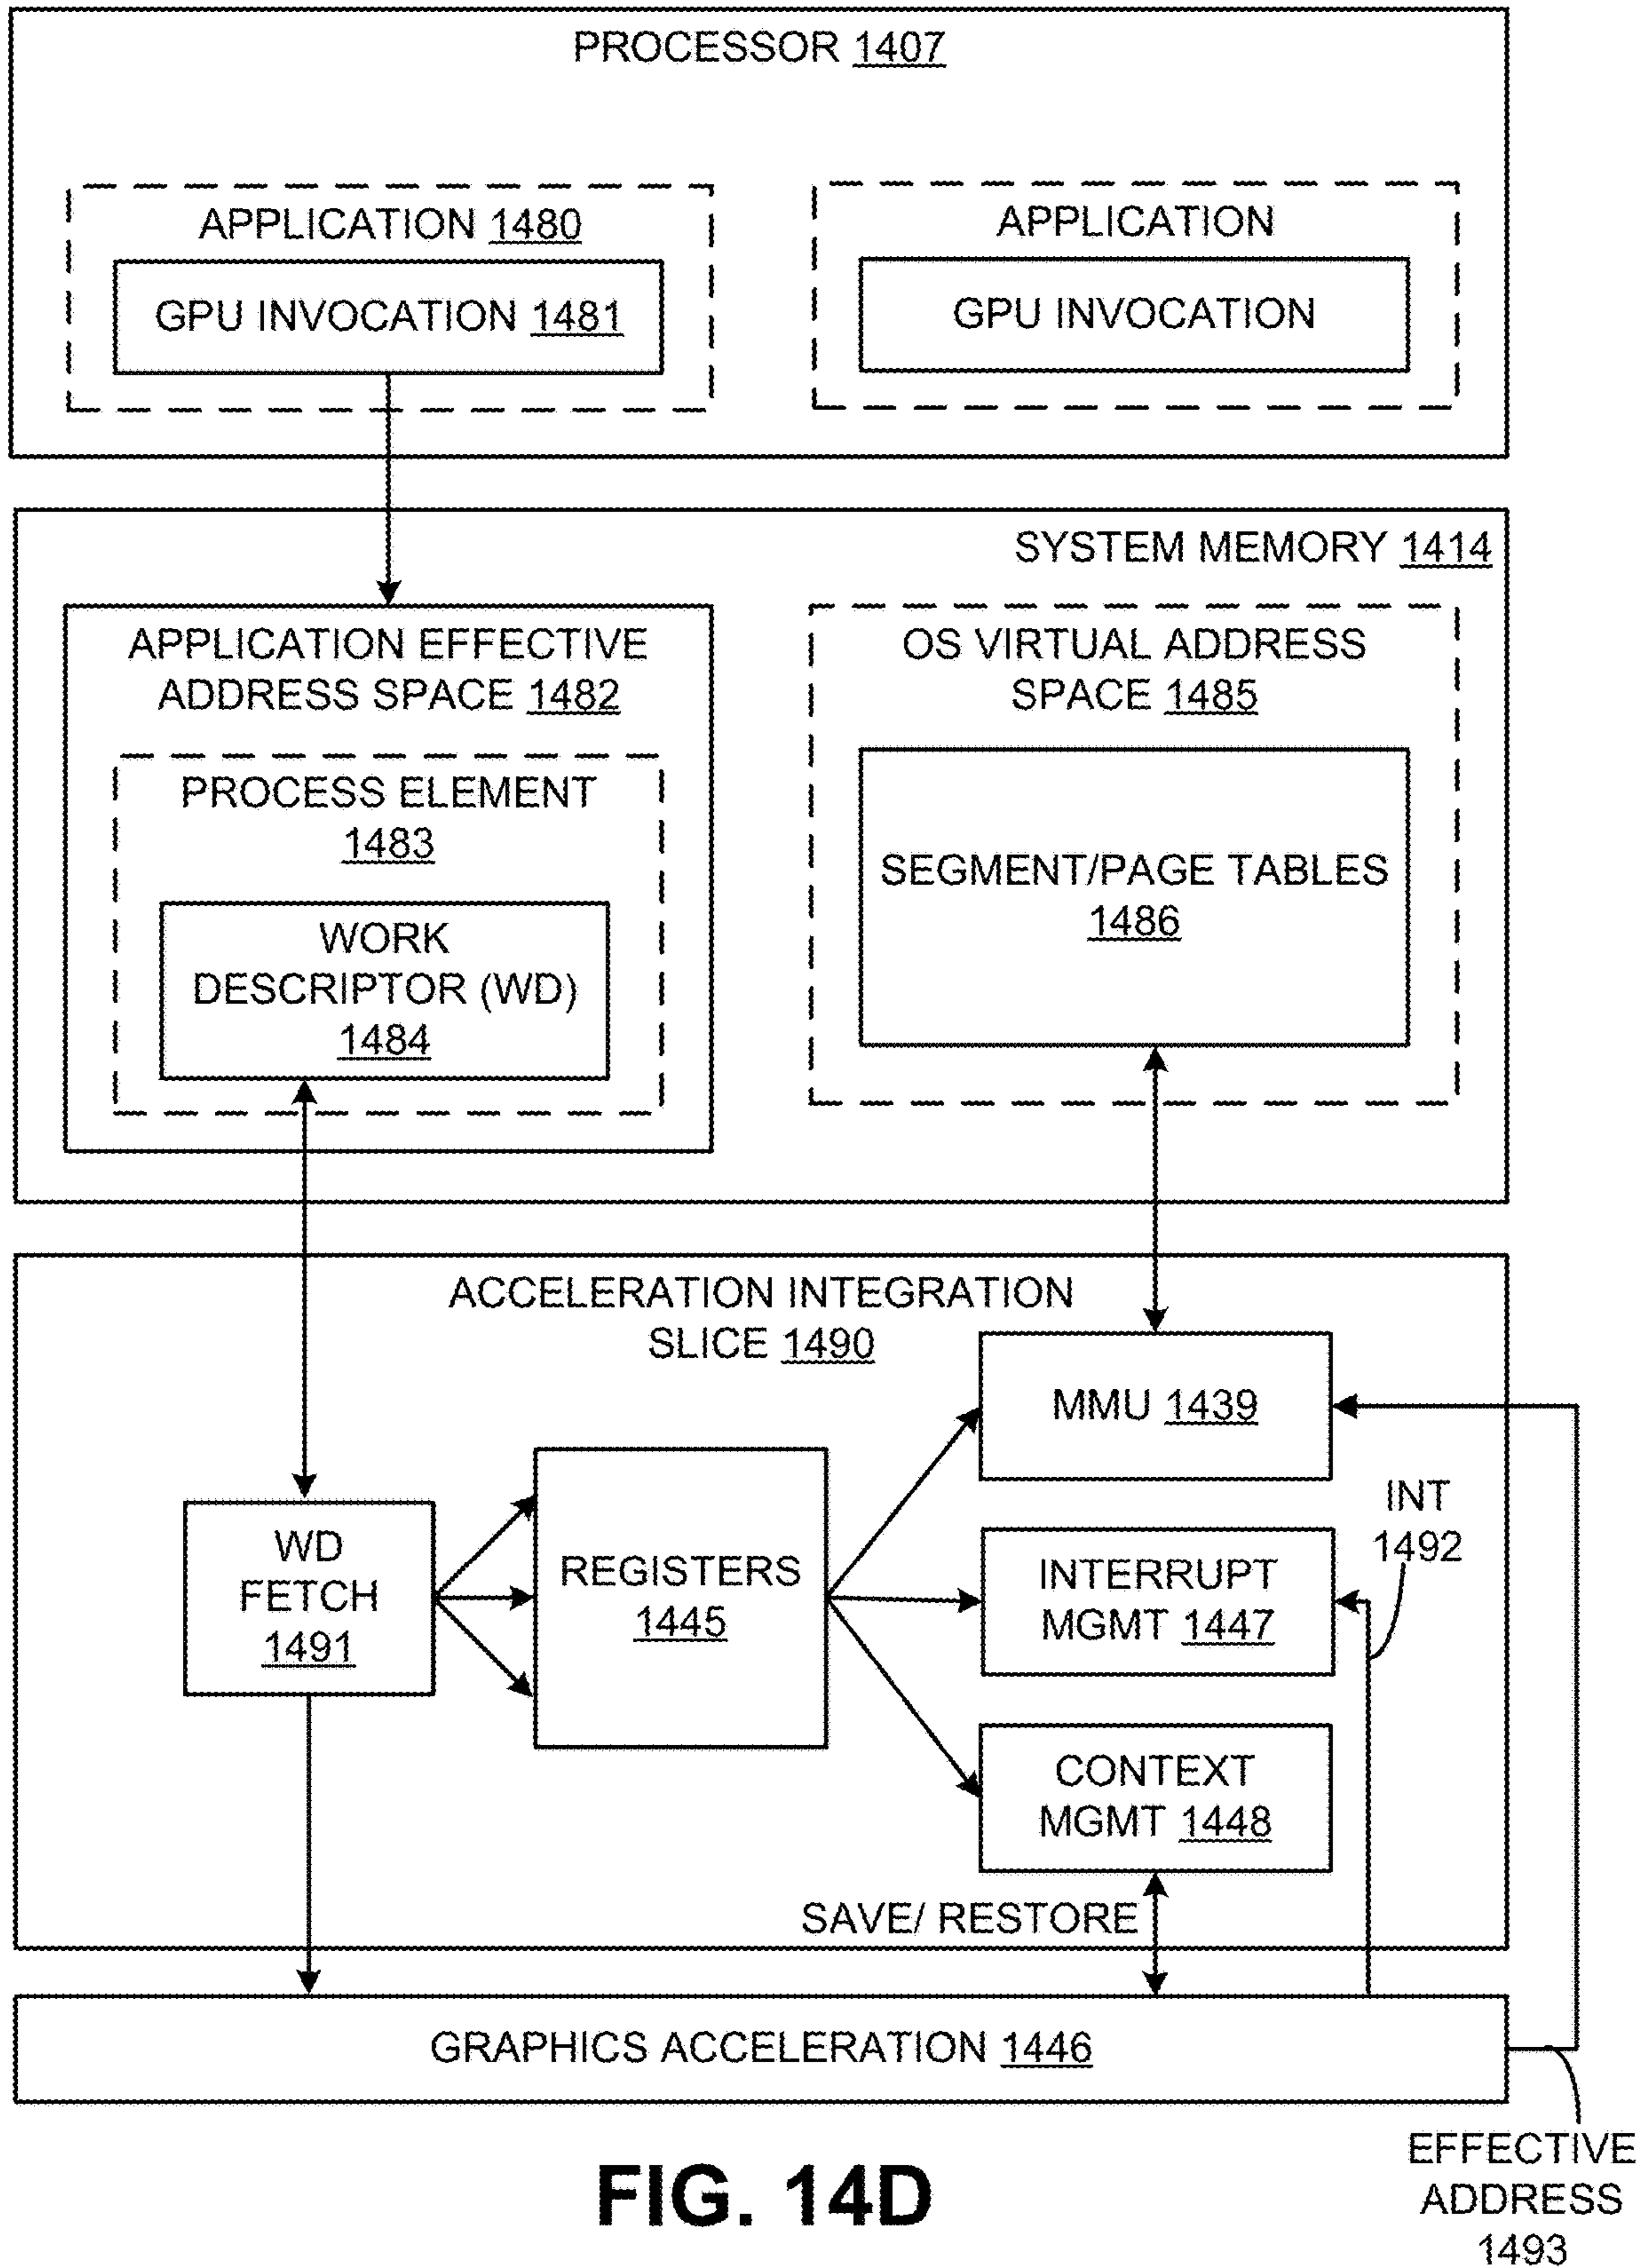 PROCESSOR 1407
APPLICATION 1480
GPU INVOCATION 1481
APPLICATION
GPU INVOCATION
SYSTEM MEMORY 1414
APPLICATION EFFECTIVE
ADDRESS SPACE 1482
PROCESS ELEMENT
1483
WORK
DESCRIPTOR (WD)
1484
OS VIRTUAL ADDRESS
SPACE 1485
SEGMENT/PAGE TABLES
1486
ACCELERATION INTEGRATION
SLICE 1490
WD
FETCH
1491
REGISTERS
1445
MMU 1439
INTERRUPT
MGMT 1447
CONTEXT
MGMT 1448
INT
1492
SAVE/ RESTORE
GRAPHICS ACCELERATION 1446
EFFECTIVE
ADDRESS
1493
FIG. 14D